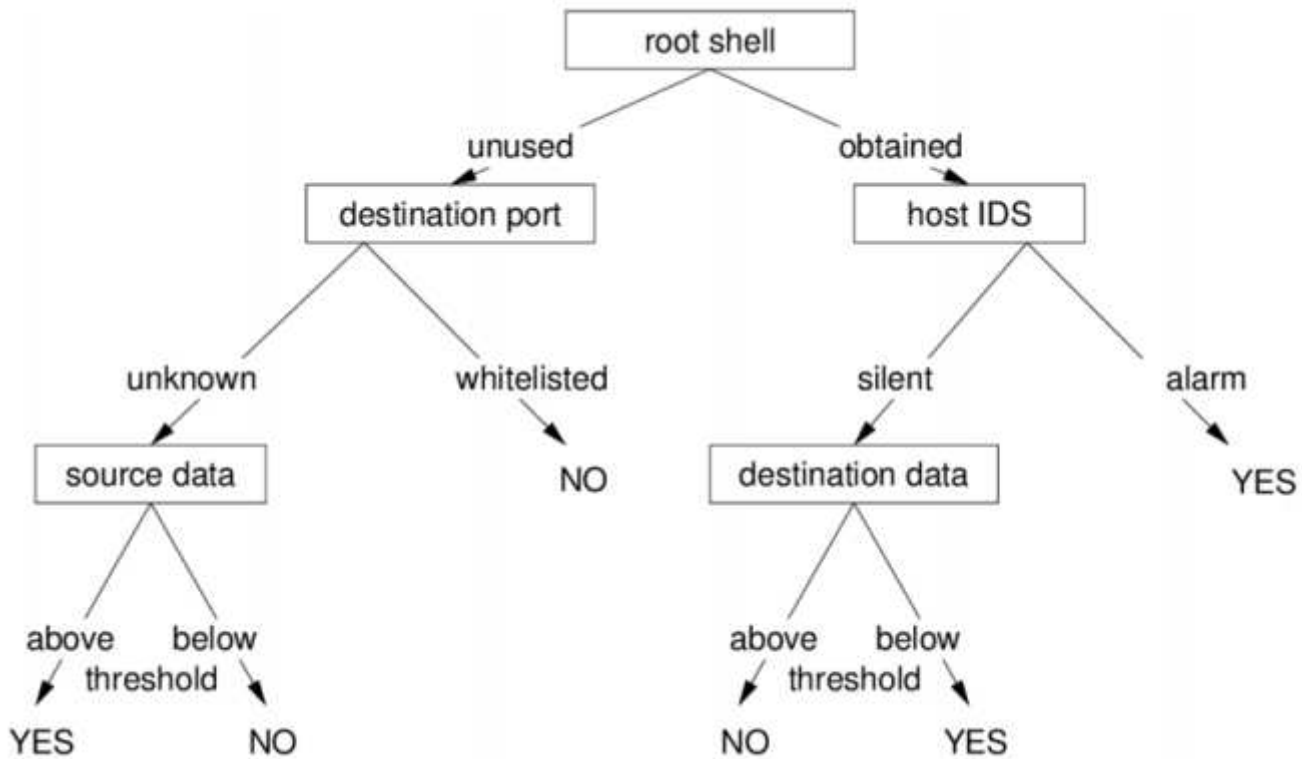 root shell
unused obtained
destination port host IDS
unknown whitelisted silent alarm
source data NO destination data YES
above below above below
threshold threshold
YES NO NO YES